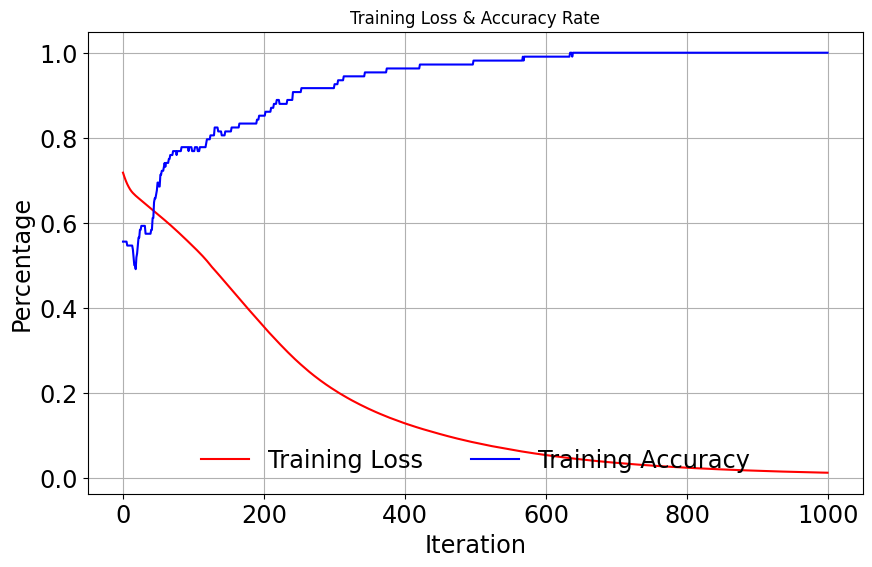 Training Loss & Accuracy Rate
1.0
0.8
0.6
0.4
0.2
0.0
Percentage
Training Loss
Training Accuracy
0 200 400 600 800 1000
Iteration